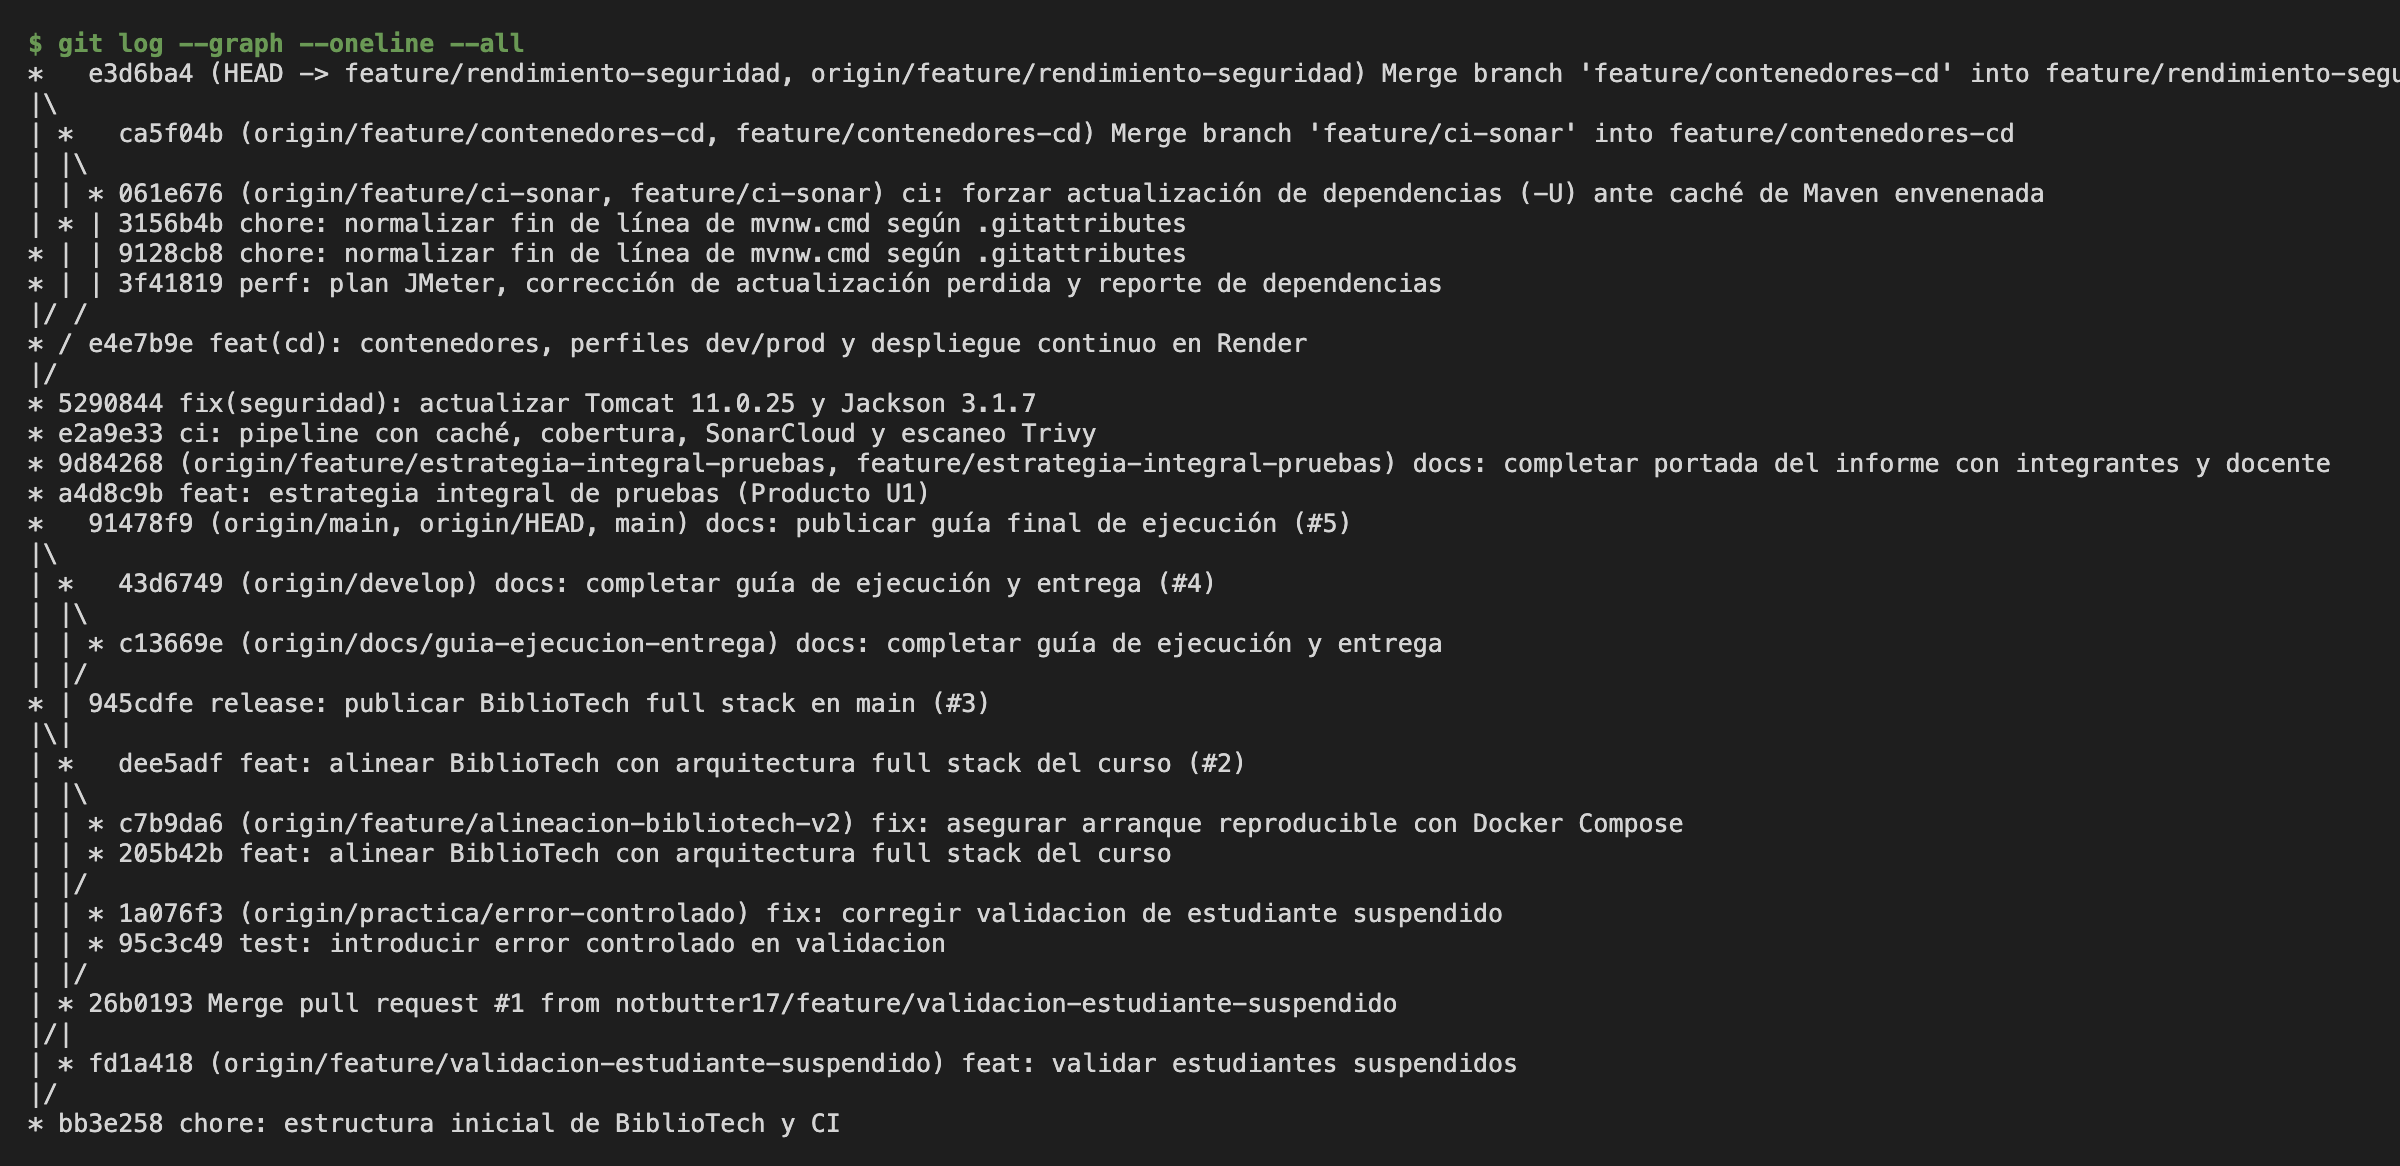 $ git log --graph --oneline --all
*   e3d6ba4 (HEAD -> feature/rendimiento-seguridad, origin/feature/rendimiento-seguridad) Merge branch 'feature/contenedores-cd' into feature/rendimiento-segu
|\
| *   ca5f04b (origin/feature/contenedores-cd, feature/contenedores-cd) Merge branch 'feature/ci-sonar' into feature/contenedores-cd
| |\
| | * 061e676 (origin/feature/ci-sonar, feature/ci-sonar) ci: forzar actualización de dependencias (-U) ante caché de Maven envenenada
| * | 3156b4b chore: normalizar fin de línea de mvnw.cmd según .gitattributes
* | | 9128cb8 chore: normalizar fin de línea de mvnw.cmd según .gitattributes
* | | 3f41819 perf: plan JMeter, corrección de actualización perdida y reporte de dependencias
|/ /
* / e4e7b9e feat(cd): contenedores, perfiles dev/prod y despliegue continuo en Render
|/
* 5290844 fix(seguridad): actualizar Tomcat 11.0.25 y Jackson 3.1.7
* e2a9e33 ci: pipeline con caché, cobertura, SonarCloud y escaneo Trivy
* 9d84268 (origin/feature/estrategia-integral-pruebas, feature/estrategia-integral-pruebas) docs: completar portada del informe con integrantes y docente
* a4d8c9b feat: estrategia integral de pruebas (Producto U1)
*   91478f9 (origin/main, origin/HEAD, main) docs: publicar guía final de ejecución (#5)
|\
| *   43d6749 (origin/develop) docs: completar guía de ejecución y entrega (#4)
| |\
| | * c13669e (origin/docs/guia-ejecucion-entrega) docs: completar guía de ejecución y entrega
| |/
* | 945cdfe release: publicar BiblioTech full stack en main (#3)
|\|
| *   dee5adf feat: alinear BiblioTech con arquitectura full stack del curso (#2)
| |\
| | * c7b9da6 (origin/feature/alineacion-bibliotech-v2) fix: asegurar arranque reproducible con Docker Compose
| | * 205b42b feat: alinear BiblioTech con arquitectura full stack del curso
| |/
| | * 1a076f3 (origin/practica/error-controlado) fix: corregir validacion de estudiante suspendido
| | * 95c3c49 test: introducir error controlado en validacion
| |/
| * 26b0193 Merge pull request #1 from notbutter17/feature/validacion-estudiante-suspendido
|/|
| * fd1a418 (origin/feature/validacion-estudiante-suspendido) feat: validar estudiantes suspendidos
|/
* bb3e258 chore: estructura inicial de BiblioTech y CI